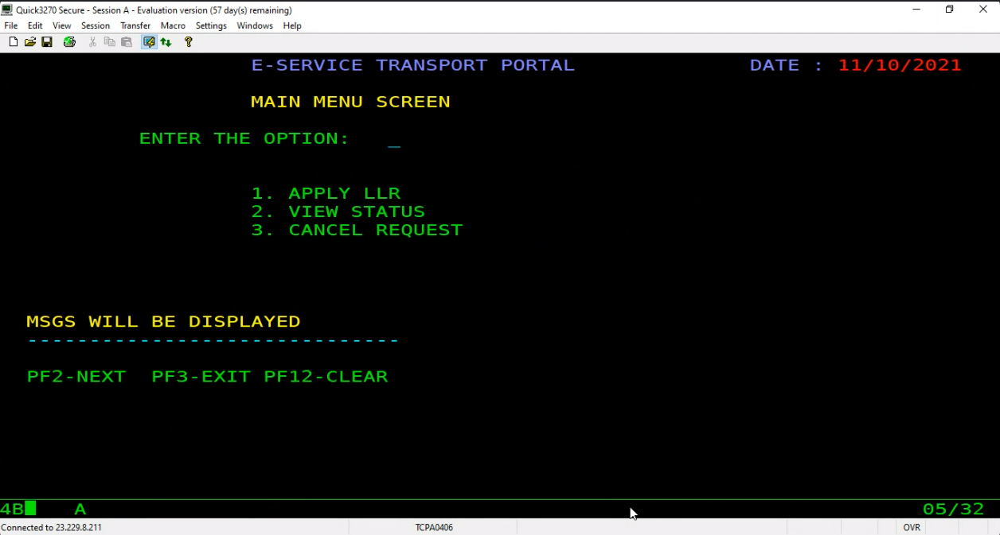 Quick3270 Secure - Session A - Evaluation version (57 day(s) remaining)
File Edit View Session Transfer Macro Settings Windows Help
E-SERVICE TRANSPORT PORTAL DATE : 11/10/2021
MAIN MENU SCREEN
ENTER THE OPTION: _
1. APPLY LLR
2. VIEW STATUS
3. CANCEL REQUEST
MSGS WILL BE DISPLAYED
------------------------------
PF2-NEXT PF3-EXIT PF12-CLEAR
4B A 05/32
Connected to 23.229.8.211 TCPA0406 OVR